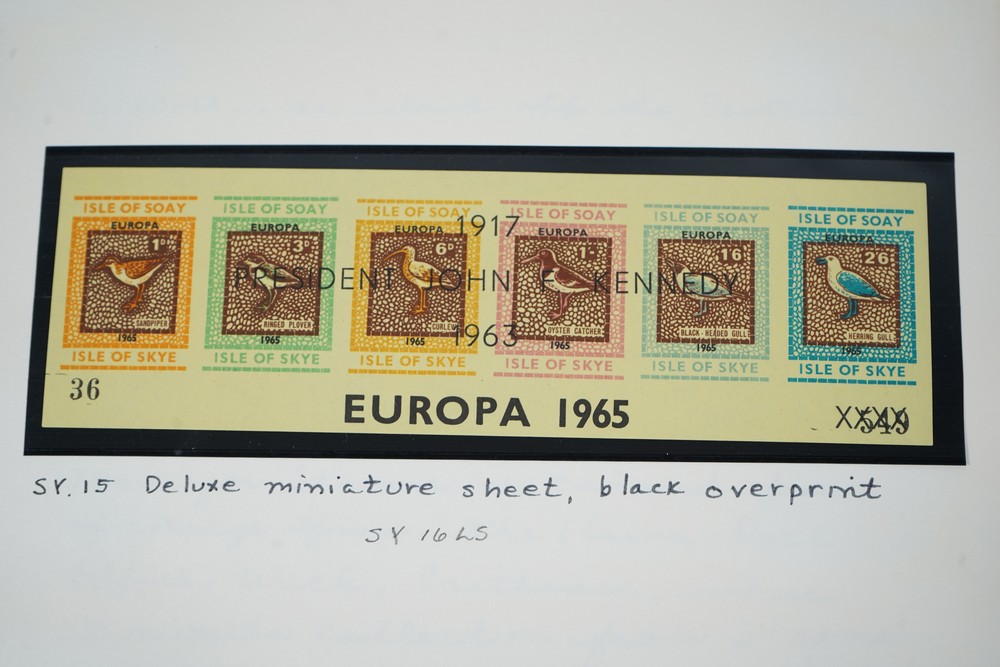 ISLE OF SOAY ISLE OF SOAY ISLE OF SOAY ISLE OF SOAY ISLE OF SOAY ISLE OF SOAY
EUROPA EUROPA EUROPA EUROPA EUROPA EUROPA
1917
1D 3D 6D 1/- 1/6 2/6
PRESIDENT JOHN F. KENNEDY
SANDPIPER RINGED PLOVER CURLEW OYSTER CATCHER BLACK-HEADED GULL HERRING GULL
1963
1965 1965 1965 1965 1965 1965
ISLE OF SKYE ISLE OF SKYE ISLE OF SKYE ISLE OF SKYE ISLE OF SKYE ISLE OF SKYE
36
EUROPA 1965
XXXX
549
SY.15 Deluxe miniature sheet, black overprint
SY 16 LS